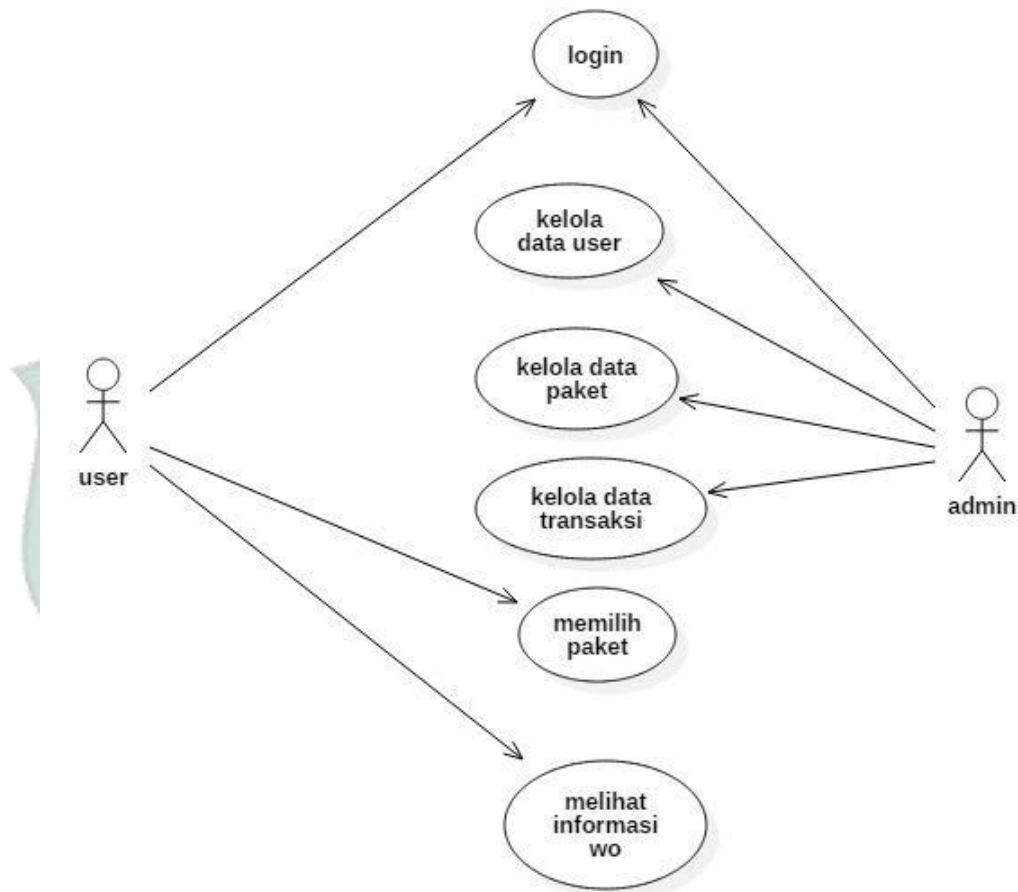 login
kelola
data user
kelola data
paket
user
admin
kelola data
transaksi
memilih
paket
melihat
informasi
wo